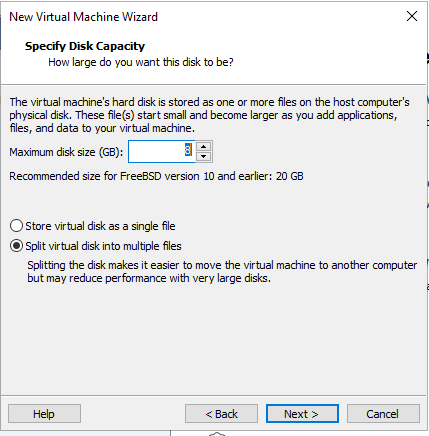 New Virtual Machine Wizard
Specify Disk Capacity
How large do you want this disk to be?
The virtual machine's hard disk is stored as one or more files on the host computer's
physical disk. These file(s) start small and become larger as you add applications,
files, and data to your virtual machine.
Maximum disk size (GB): 8
Recommended size for FreeBSD version 10 and earlier: 20 GB
Store virtual disk as a single file
Split virtual disk into multiple files
Splitting the disk makes it easier to move the virtual machine to another computer
but may reduce performance with very large disks.
Help < Back Next > Cancel